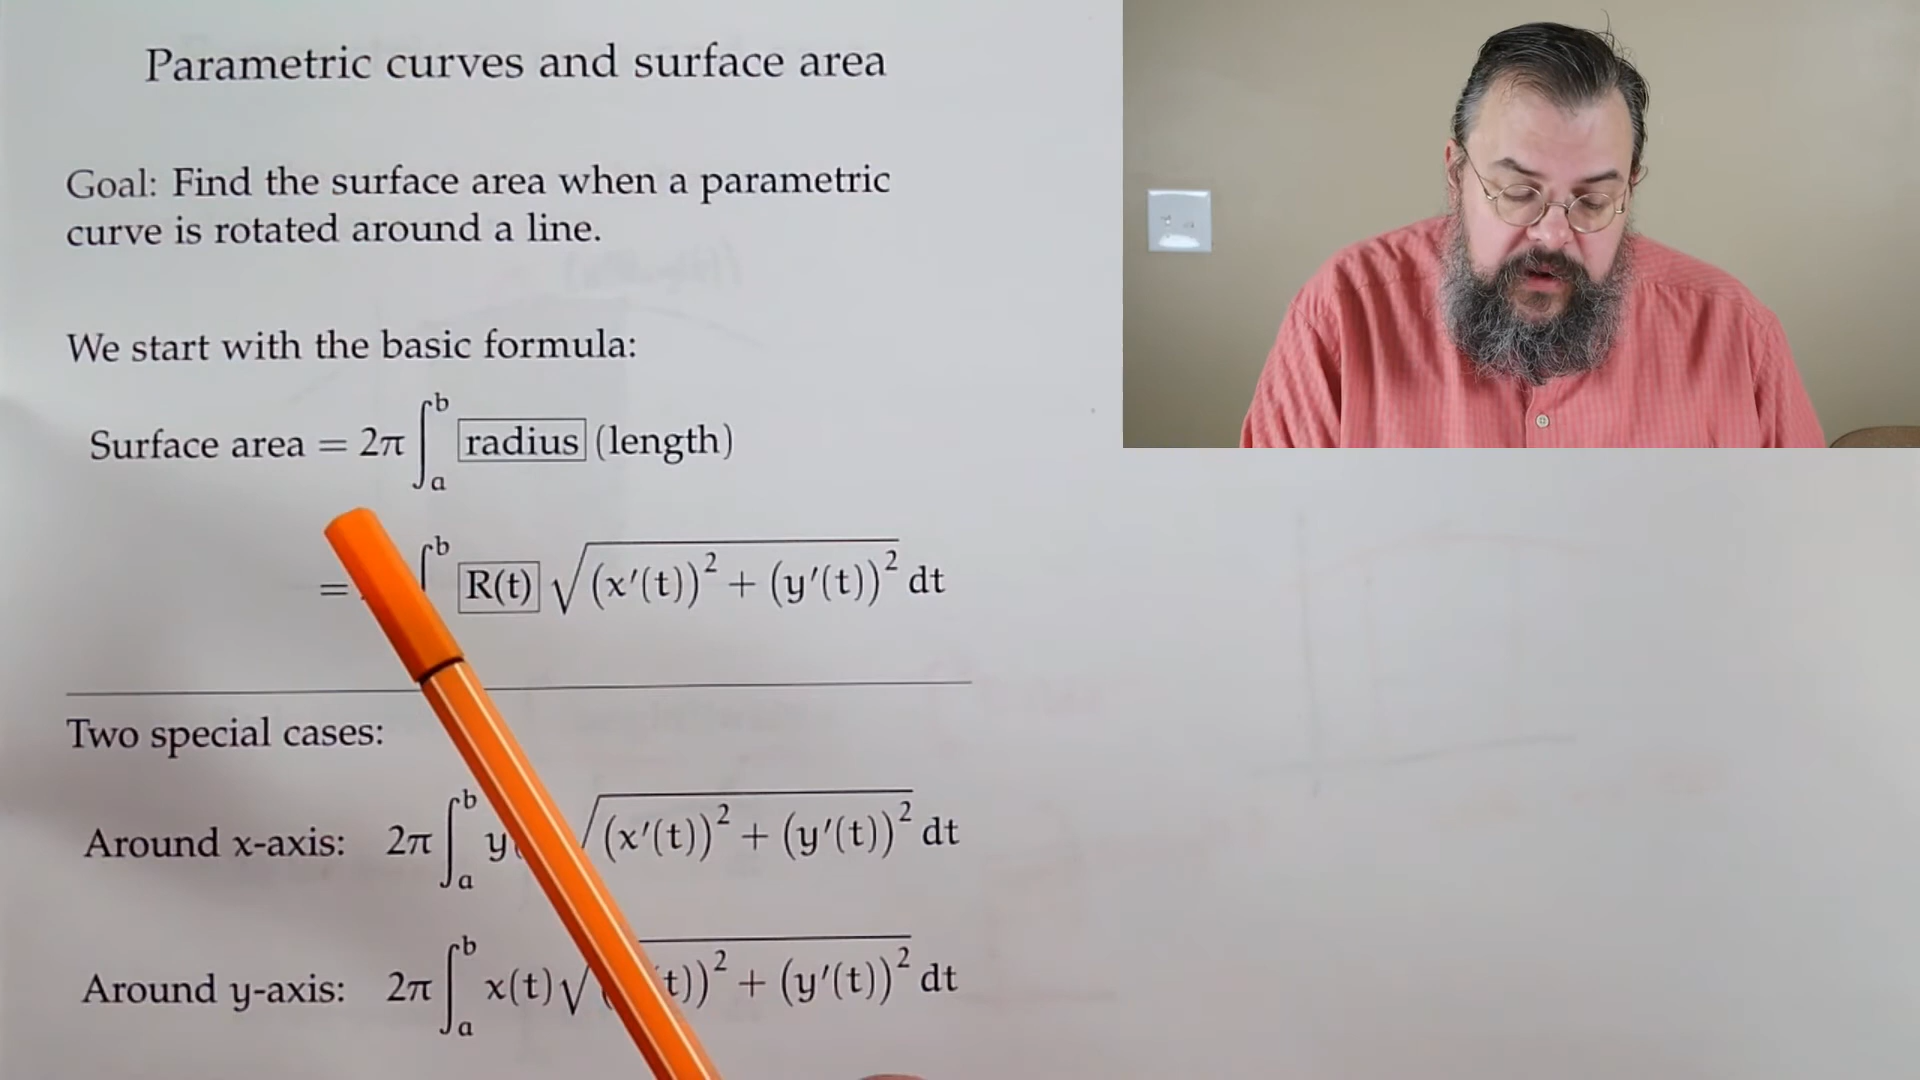 Parametric curves and surface area
Goal: Find the surface area when a parametric
curve is rotated around a line.
We start with the basic formula:
Surface area = 2π ∫_a^b radius (length)
= ∫^b R(t) √((x′(t))² + (y′(t))²) dt
Two special cases:
Around x-axis: 2π ∫_a^b y √((x′(t))² + (y′(t))²) dt
Around y-axis: 2π ∫_a^b x(t)√( t))² + (y′(t))² dt